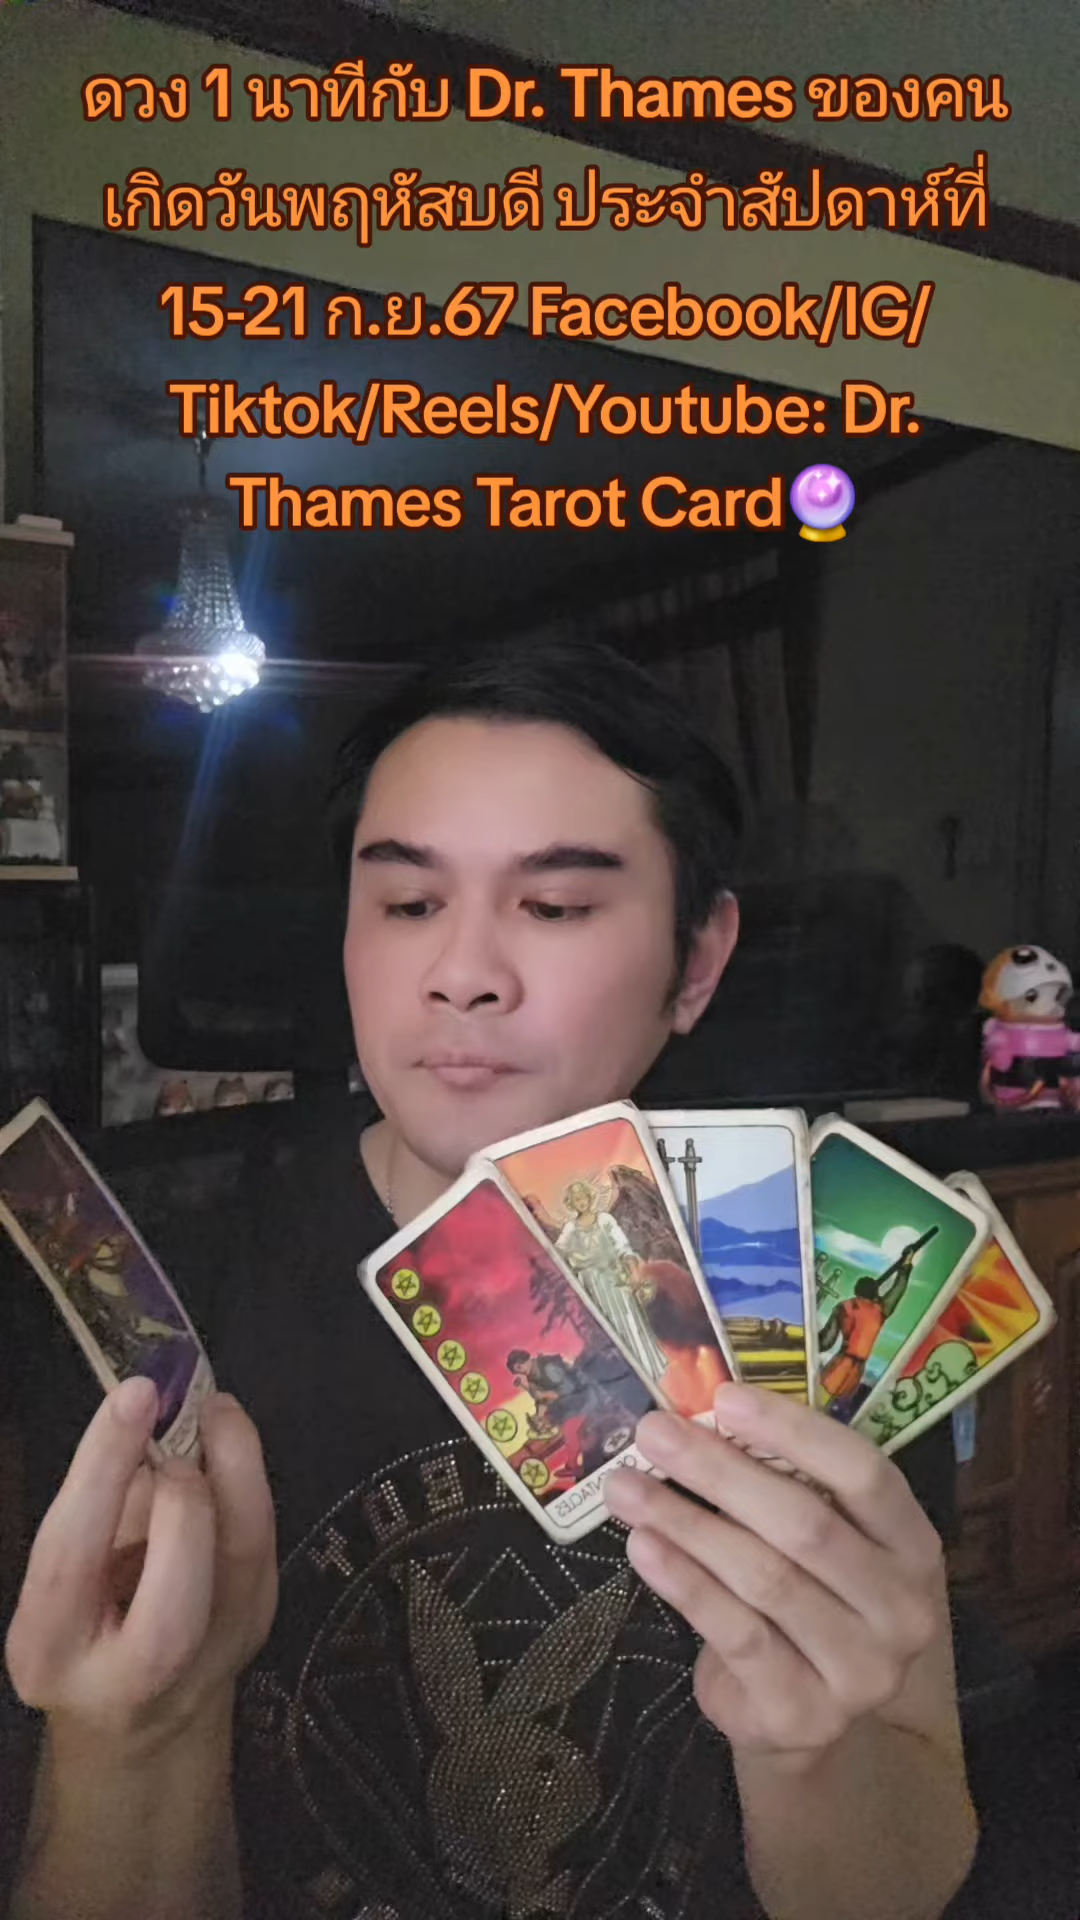 ดวง 1 นาทีกับ Dr. Thames ของคน
เกิดวันพฤหัสบดี ประจำสัปดาห์ที่
15-21 ก.ย.67 Facebook/IG/
Tiktok/Reels/Youtube: Dr.
Thames Tarot Card🔮
PENTACLES